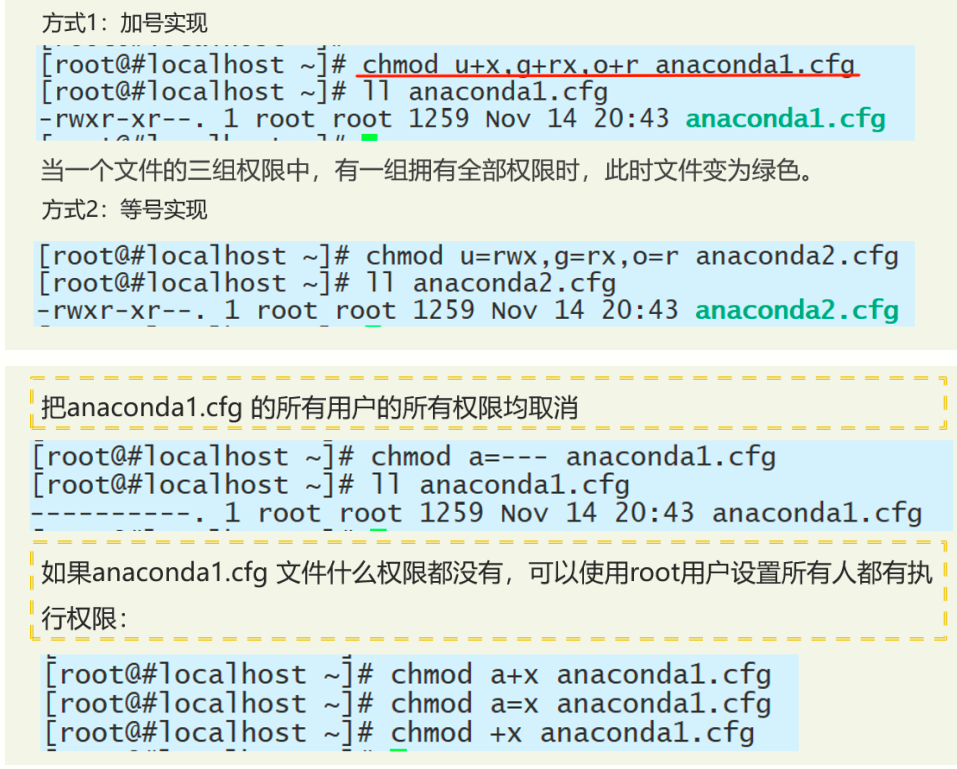 方式1：加号实现
[root@#localhost ~]# chmod u+x,g+rx,o+r anaconda1.cfg
[root@#localhost ~]# ll anaconda1.cfg
-rwxr-xr--. 1 root root 1259 Nov 14 20:43 anaconda1.cfg
当一个文件的三组权限中，有一组拥有全部权限时，此时文件变为绿色。
方式2：等号实现
[root@#localhost ~]# chmod u=rwx,g=rx,o=r anaconda2.cfg
[root@#localhost ~]# ll anaconda2.cfg
-rwxr-xr--. 1 root root 1259 Nov 14 20:43 anaconda2.cfg
把anaconda1.cfg 的所有用户的所有权限均取消
[root@#localhost ~]# chmod a=--- anaconda1.cfg
[root@#localhost ~]# ll anaconda1.cfg
----------. 1 root root 1259 Nov 14 20:43 anaconda1.cfg
如果anaconda1.cfg 文件什么权限都没有，可以使用root用户设置所有人都有执
行权限：
[root@#localhost ~]# chmod a+x anaconda1.cfg
[root@#localhost ~]# chmod a=x anaconda1.cfg
[root@#localhost ~]# chmod +x anaconda1.cfg